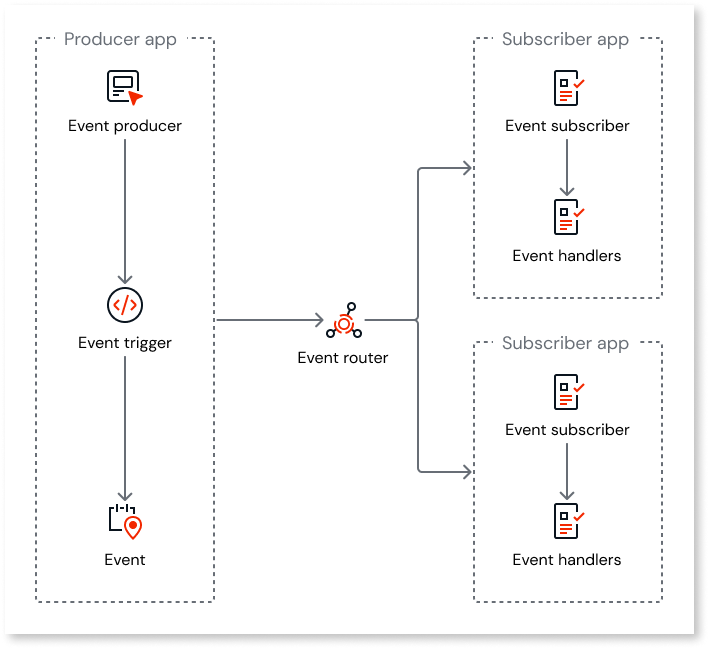 Producer app
Event producer
Event trigger
Event
Event router
Subscriber app
Event subscriber
Event handlers
Subscriber app
Event subscriber
Event handlers